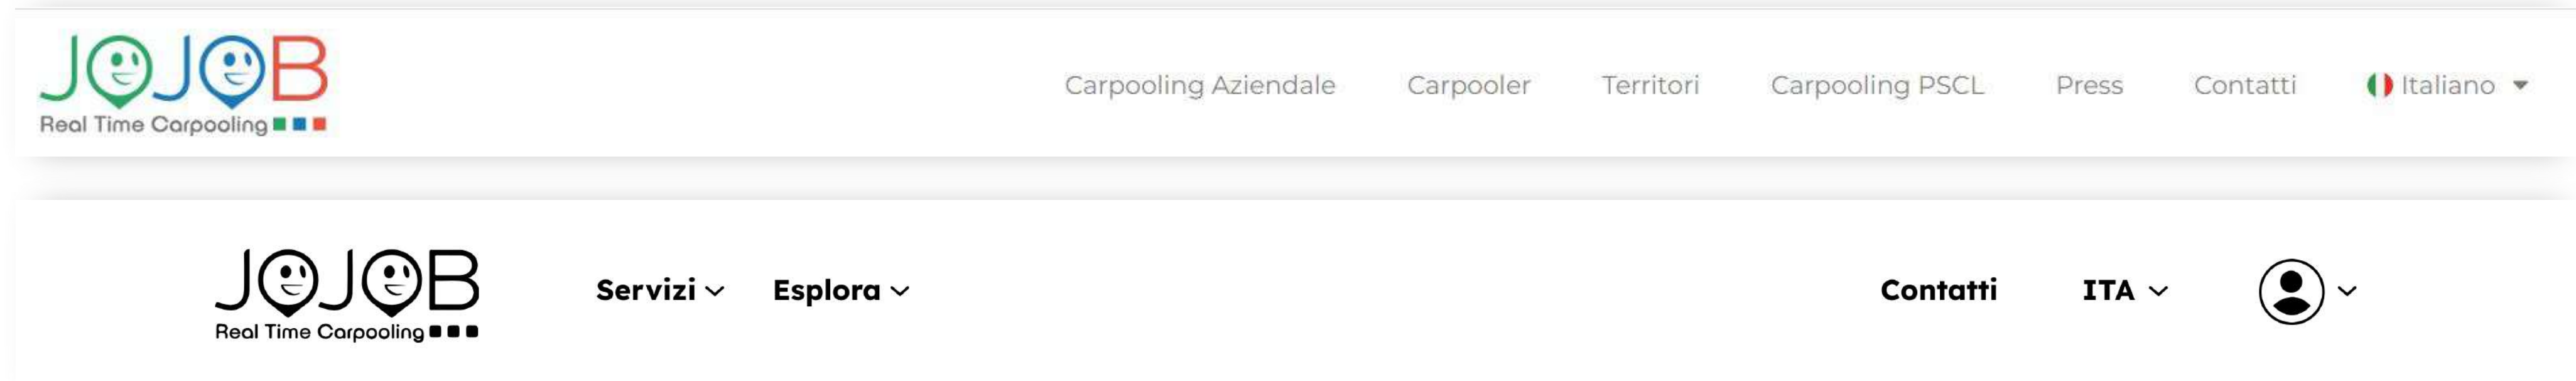 JOJOB
Real Time Carpooling
Carpooling Aziendale Carpooler Territori Carpooling PSCL Press Contatti Italiano
JOJOB
Real Time Carpooling
Servizi Esplora Contatti ITA